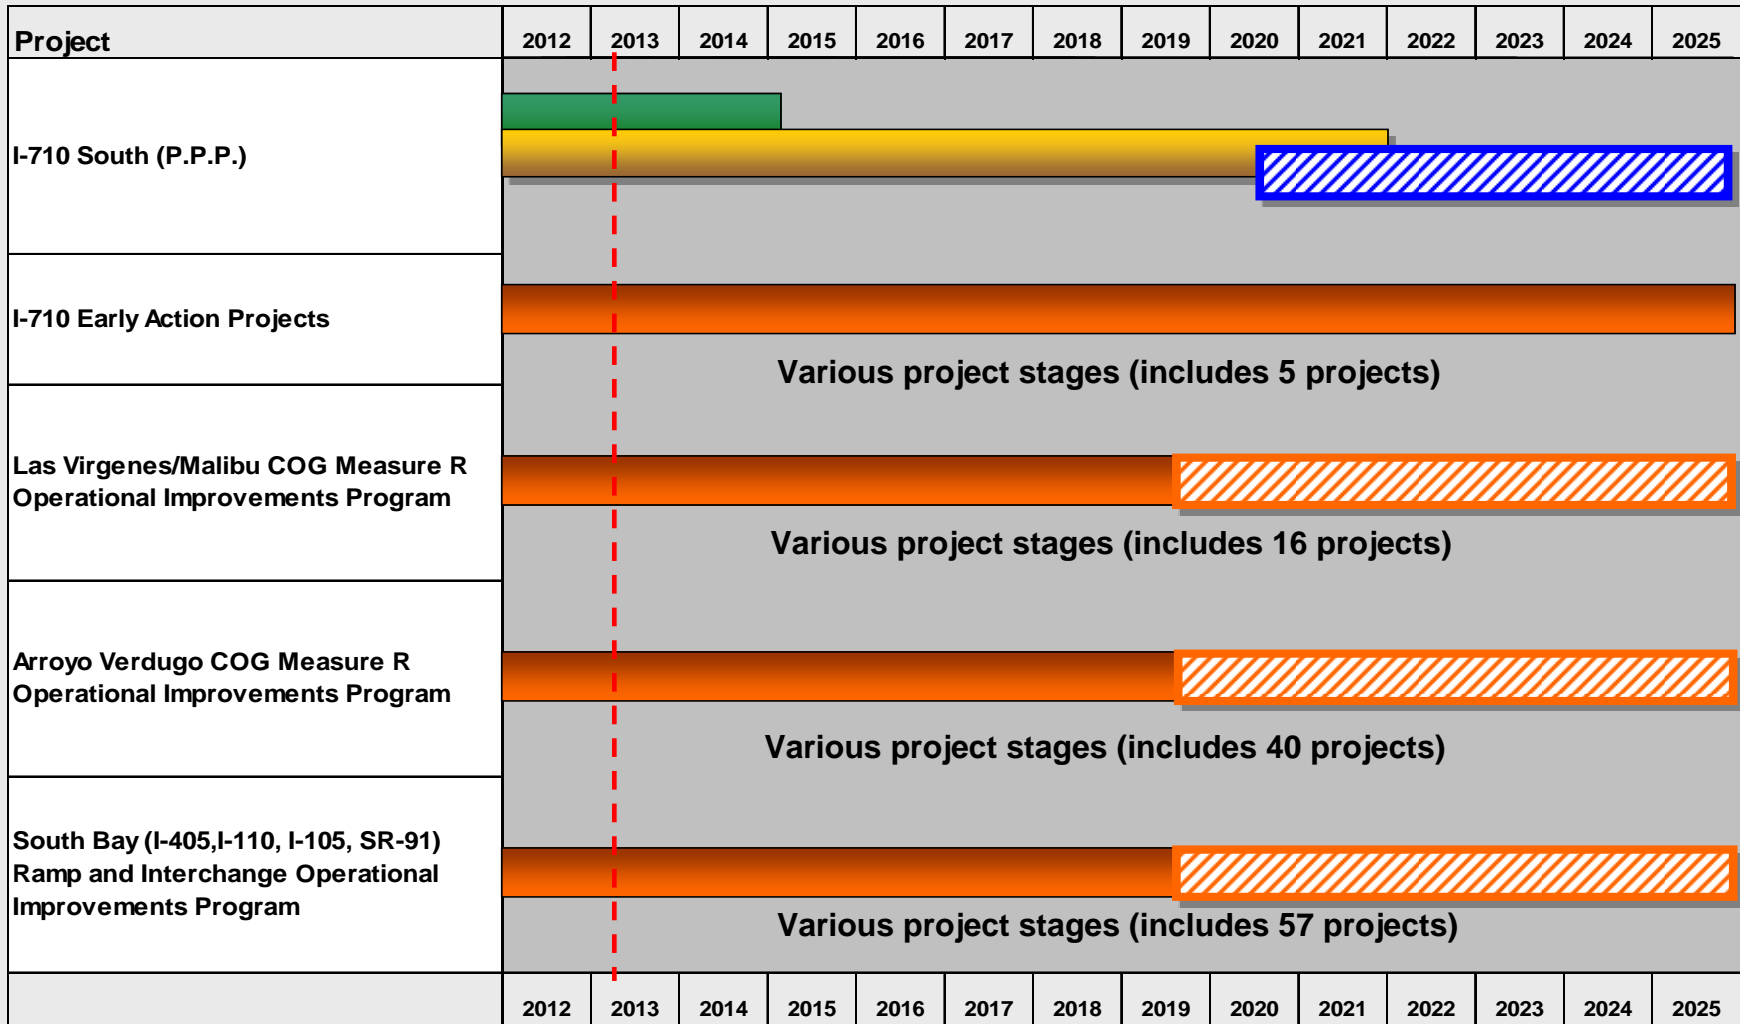 Project 2012 2013 2014 2015 2016 2017 2018 2019 2020 2021 2022 2023 2024 2025
I-710 South (P.P.P.)
I-710 Early Action Projects
Various project stages (includes 5 projects)
Las Virgenes/Malibu COG Measure R
Operational Improvements Program
Various project stages (includes 16 projects)
Arroyo Verdugo COG Measure R
Operational Improvements Program
Various project stages (includes 40 projects)
South Bay (I-405,I-110, I-105, SR-91)
Ramp and Interchange Operational
Improvements Program
Various project stages (includes 57 projects)
2012 2013 2014 2015 2016 2017 2018 2019 2020 2021 2022 2023 2024 2025